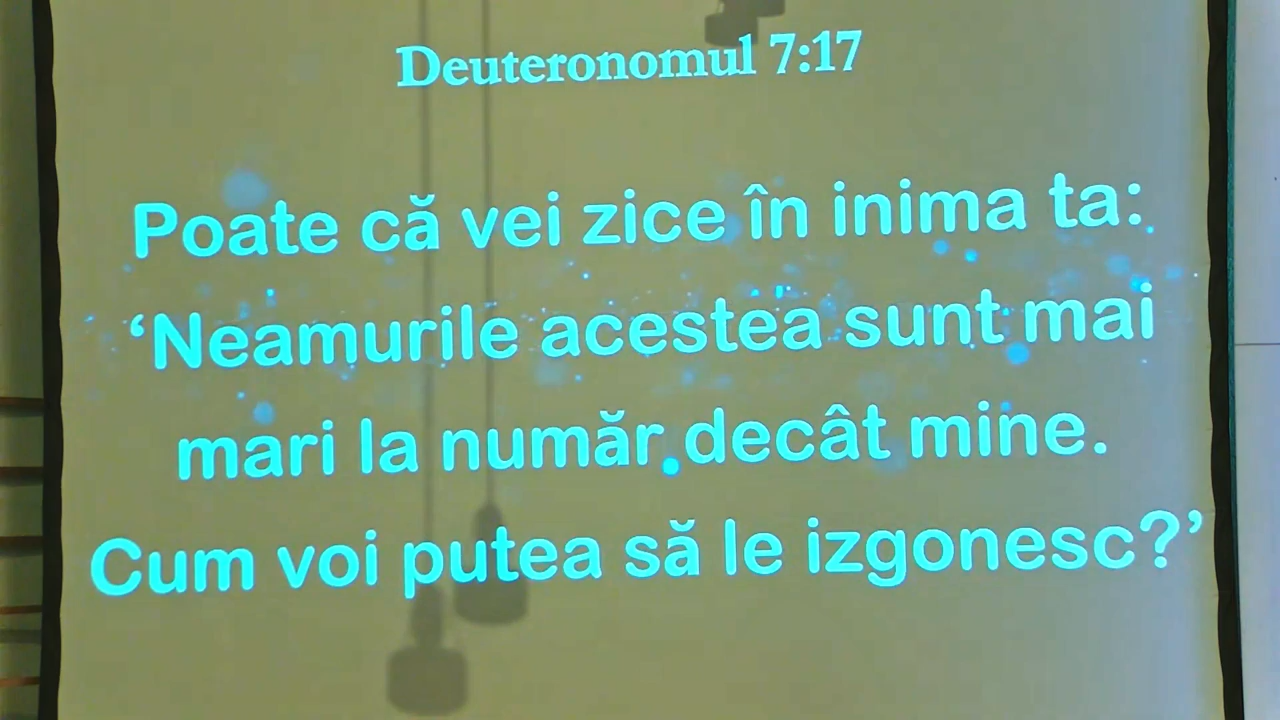 Deuteronomul 7:17
Poate că vei zice în inima ta:
‘Neamurile acestea sunt mai
mari la număr decât mine.
Cum voi putea să le izgonesc?’